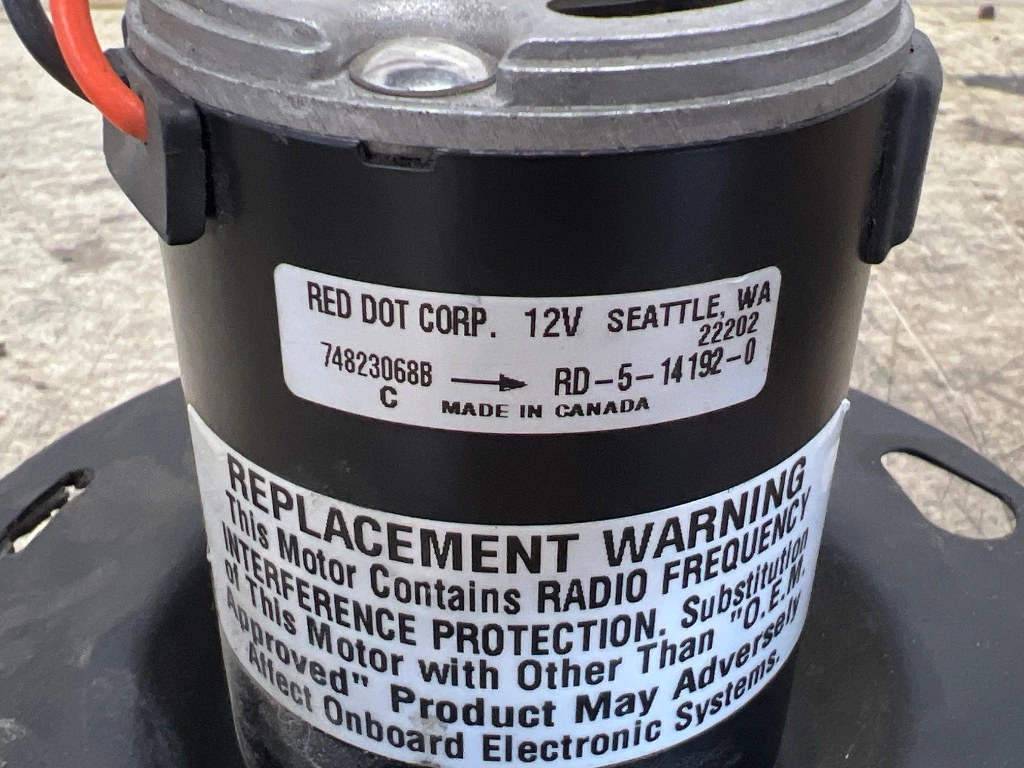 RED DOT CORP. 12V SEATTLE, WA
22202
74823068B → RD-5-14192-0
C MADE IN CANADA
REPLACEMENT WARNING
This Motor Contains RADIO FREQUENCY
INTERFERENCE PROTECTION. Substitution
of This Motor with Other Than "O.E.M.
Approved" Product May Adversely
Affect Onboard Electronic Systems.